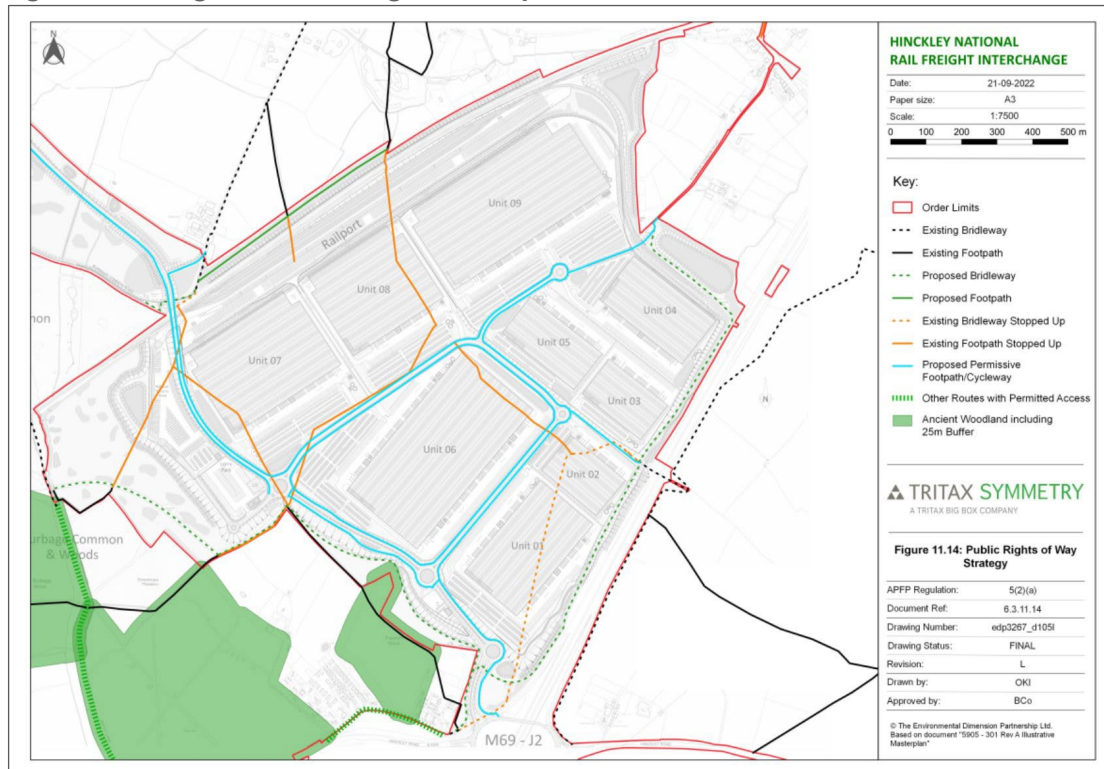 N
Railport
Unit 09
Unit 08
Unit 07
Unit 04
Unit 05
Unit 03
Unit 06
Unit 02
Unit 01
N
Common
& Woods
M69 - J2
HINCKLEY NATIONAL
RAIL FREIGHT INTERCHANGE
Date: 21-09-2022
Paper size: A3
Scale: 1:7500
0 100 200 300 400 500 m
Key:
Order Limits
Existing Bridleway
Existing Footpath
Proposed Bridleway
Proposed Footpath
Existing Bridleway Stopped Up
Existing Footpath Stopped Up
Proposed Permissive
Footpath/Cycleway
Other Routes with Permitted Access
Ancient Woodland including
25m Buffer
TRITAX SYMMETRY
A TRITAX BIG BOX COMPANY
Figure 11.14: Public Rights of Way
Strategy
APFP Regulation: 5(2)(a)
Document Ref: 6.3.11.14
Drawing Number: edp3267_d105l
Drawing Status: FINAL
Revision: L
Drawn by: OKI
Approved by: BCo
© The Environmental Dimension Partnership Ltd.
Based on document "5905 - 301 Rev A Illustrative
Masterplan"